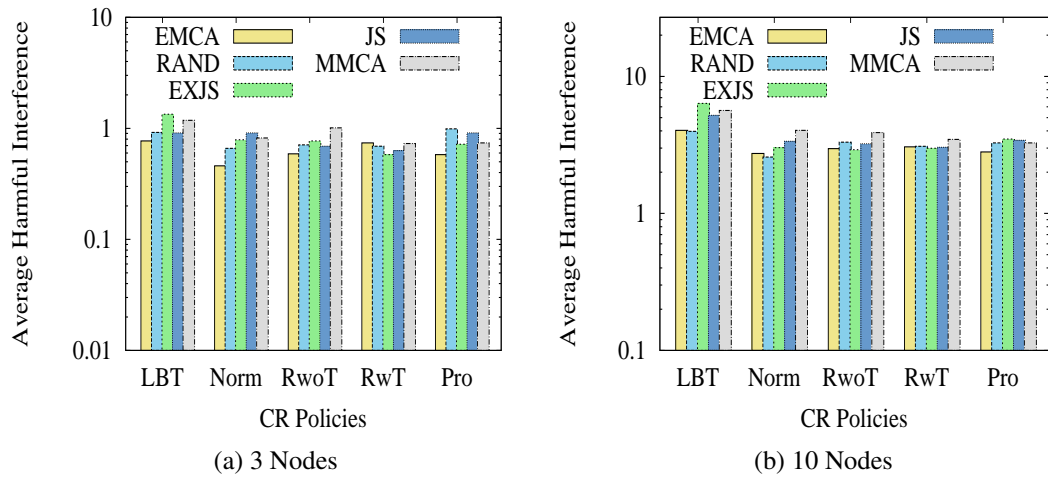 Average Harmful Interference
10
1
0.1
0.01
EMCA
RAND
EXJS
JS
MMCA
LBT Norm RwoT RwT Pro
CR Policies
(a) 3 Nodes
Average Harmful Interference
10
1
0.1
EMCA
RAND
EXJS
JS
MMCA
LBT Norm RwoT RwT Pro
CR Policies
(b) 10 Nodes